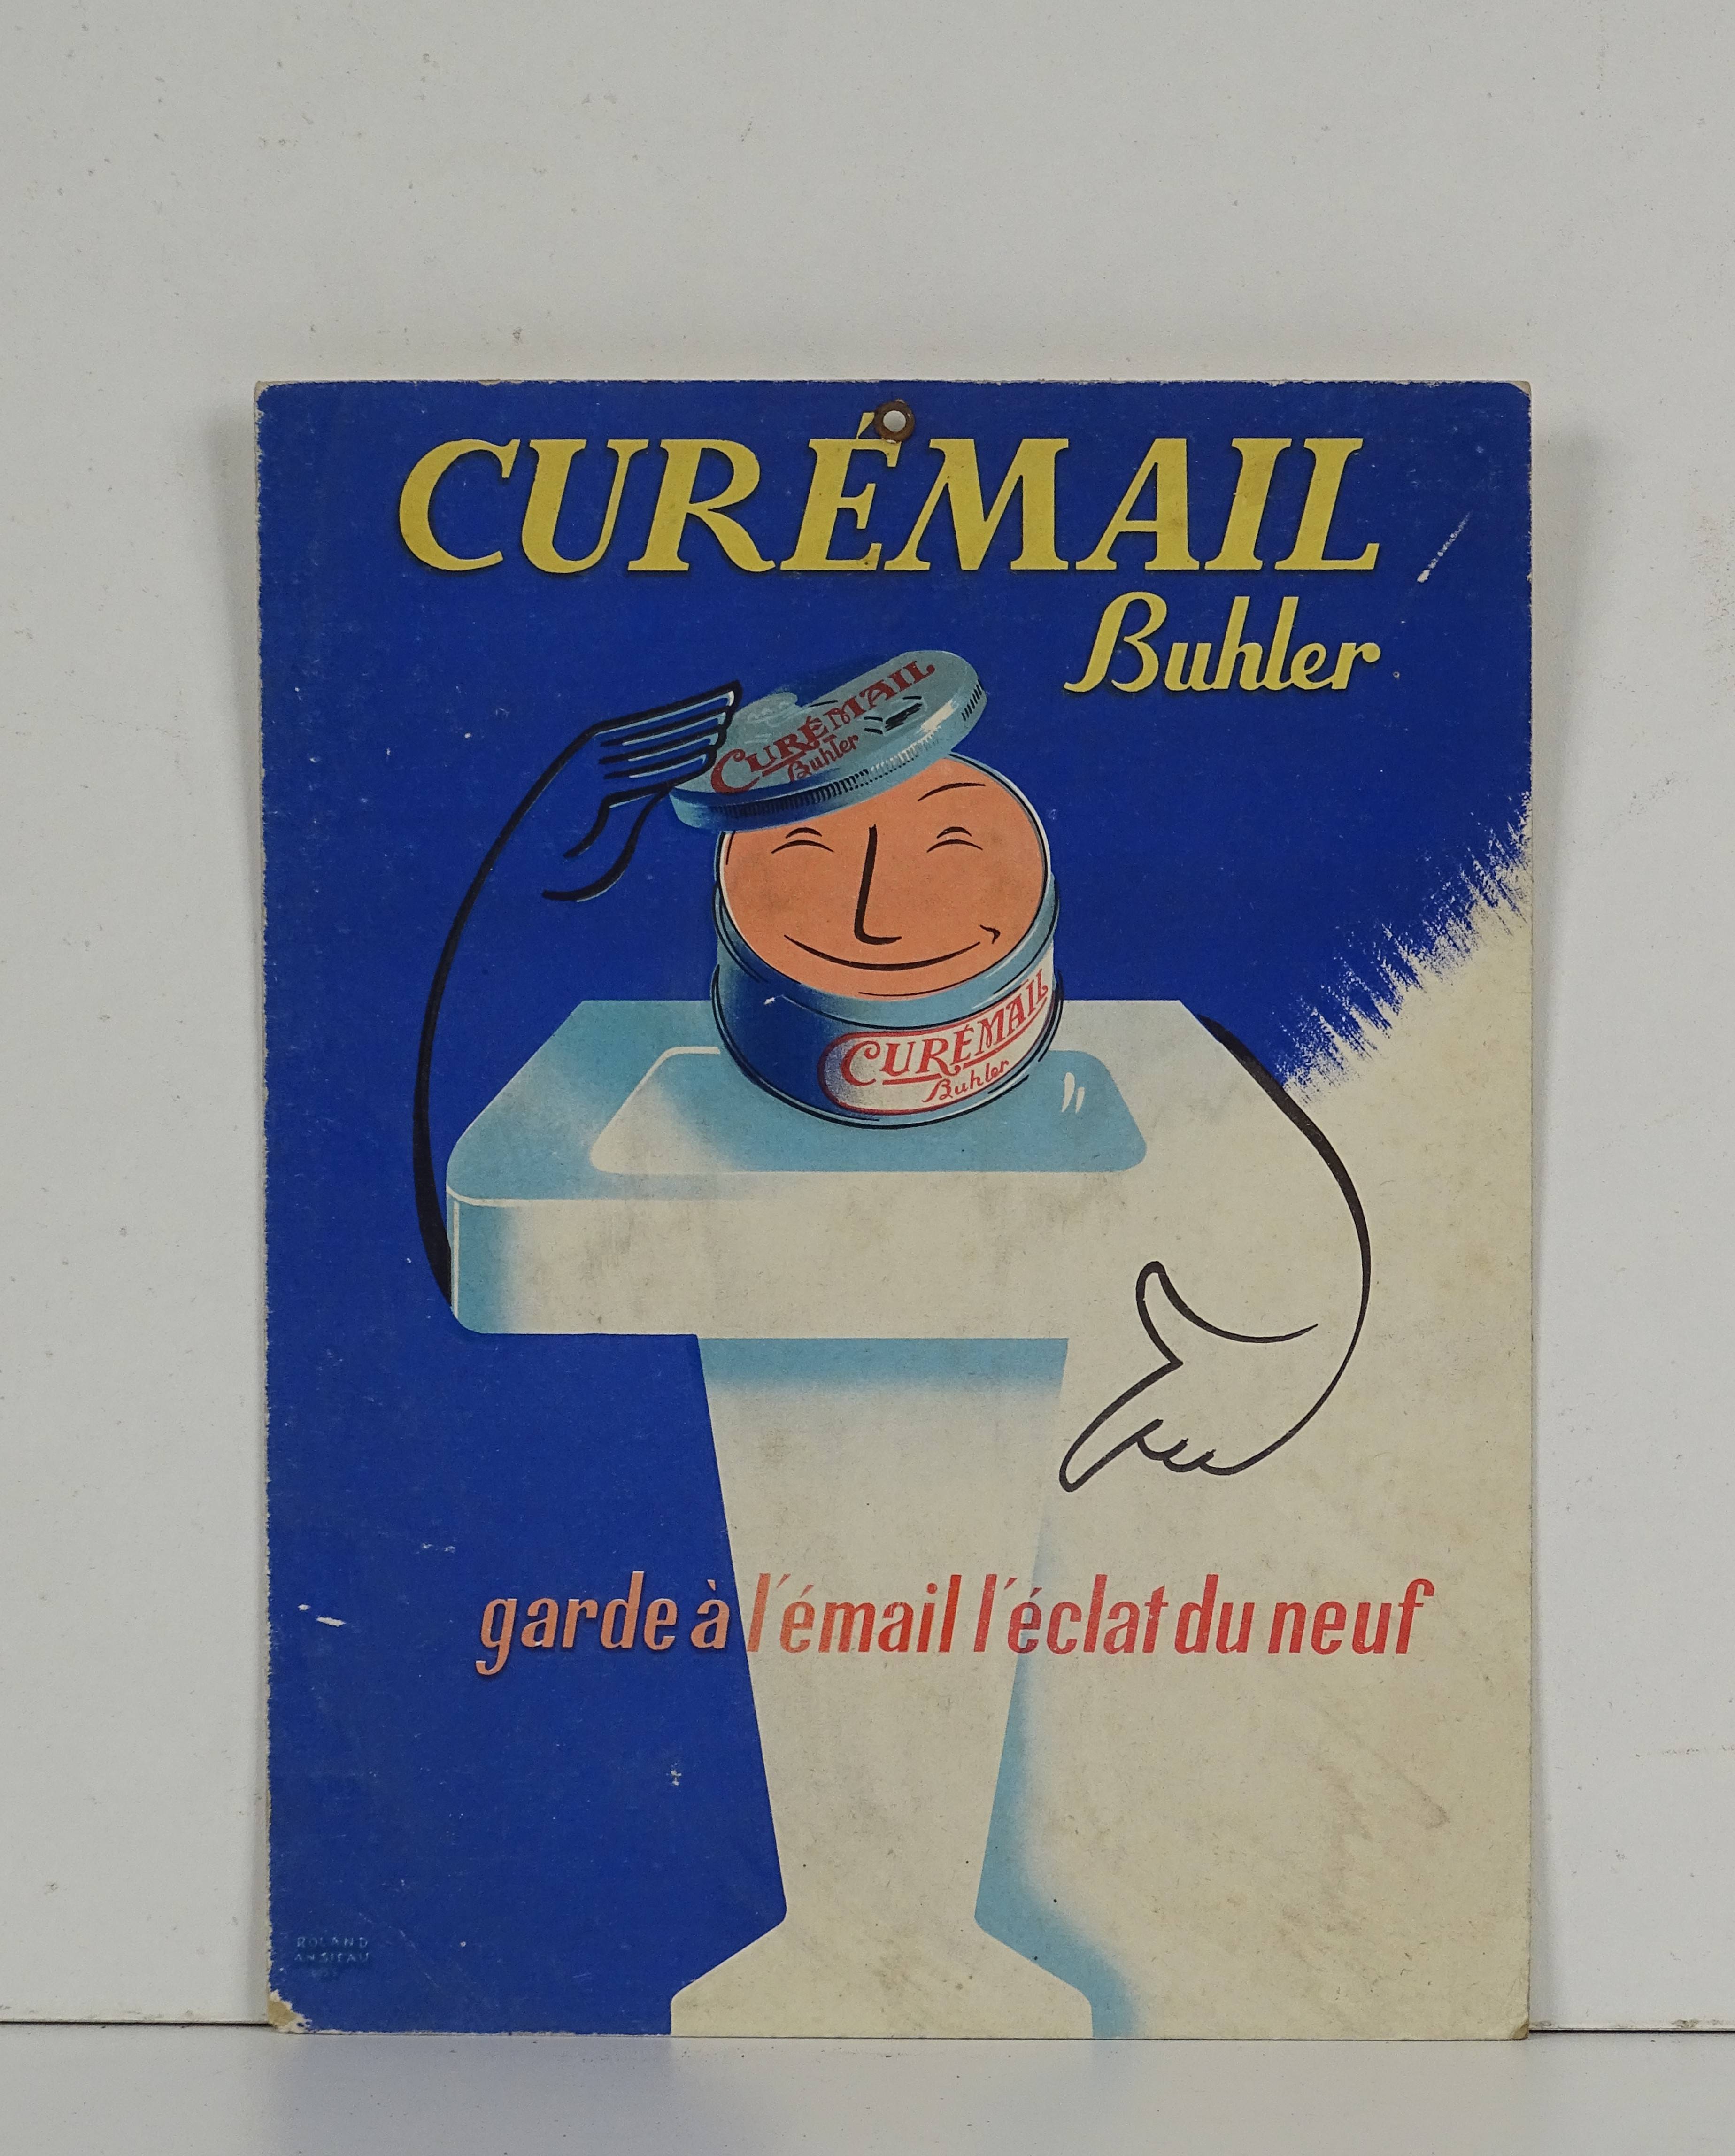 CURÉMAIL
Buhler
CURÉMAIL
Buhler
CURÉMAIL
Buhler
garde à l'émail l'éclat du neuf
ROLAND
ANSIEAU